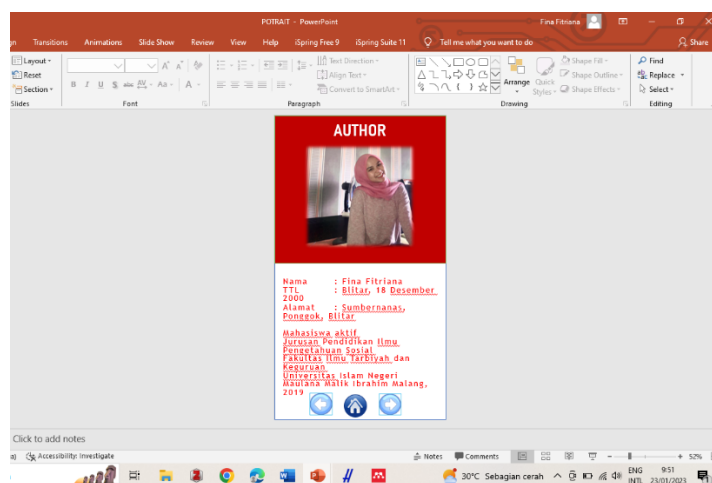 POTRAIT - PowerPoint
Fina Fitriana
Transitions Animations Slide Show Review View Help iSpring Free 9 iSpring Suite 11 Tell me what you want to do
Share
Layout
Reset
Section
Slides
B I U S abc AV Aa A
Font
Text Direction
Align Text
Convert to SmartArt
Paragraph
Arrange
Quick
Styles
Shape Fill
Shape Outline
Shape Effects
Drawing
Find
Replace
Select
Editing
AUTHOR
Nama : Fina Fitriana
TTL : Blitar, 18 Desember
2000
Alamat : Sumbernanas,
Ponggok, Blitar
Mahasiswa aktif
Jurusan Pendidikan Ilmu
Pengetahuan Sosial
Fakultas Ilmu Tarbiyah dan
Keguruan
Universitas Islam Negeri
Maulana Malik Ibrahim Malang,
2019
Click to add notes
Accessibility: Investigate
Notes Comments
52%
30°C Sebagian cerah
ENG
INTL
9:51
23/01/2023